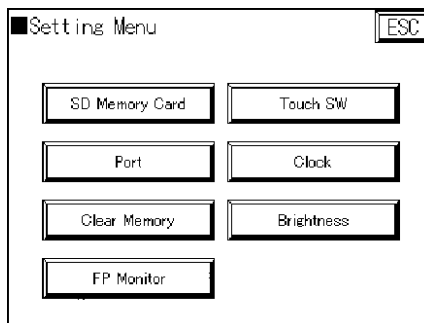 ■Setting Menu ESC
SD Memory Card Touch SW
Port Clock
Clear Memory Brightness
FP Monitor